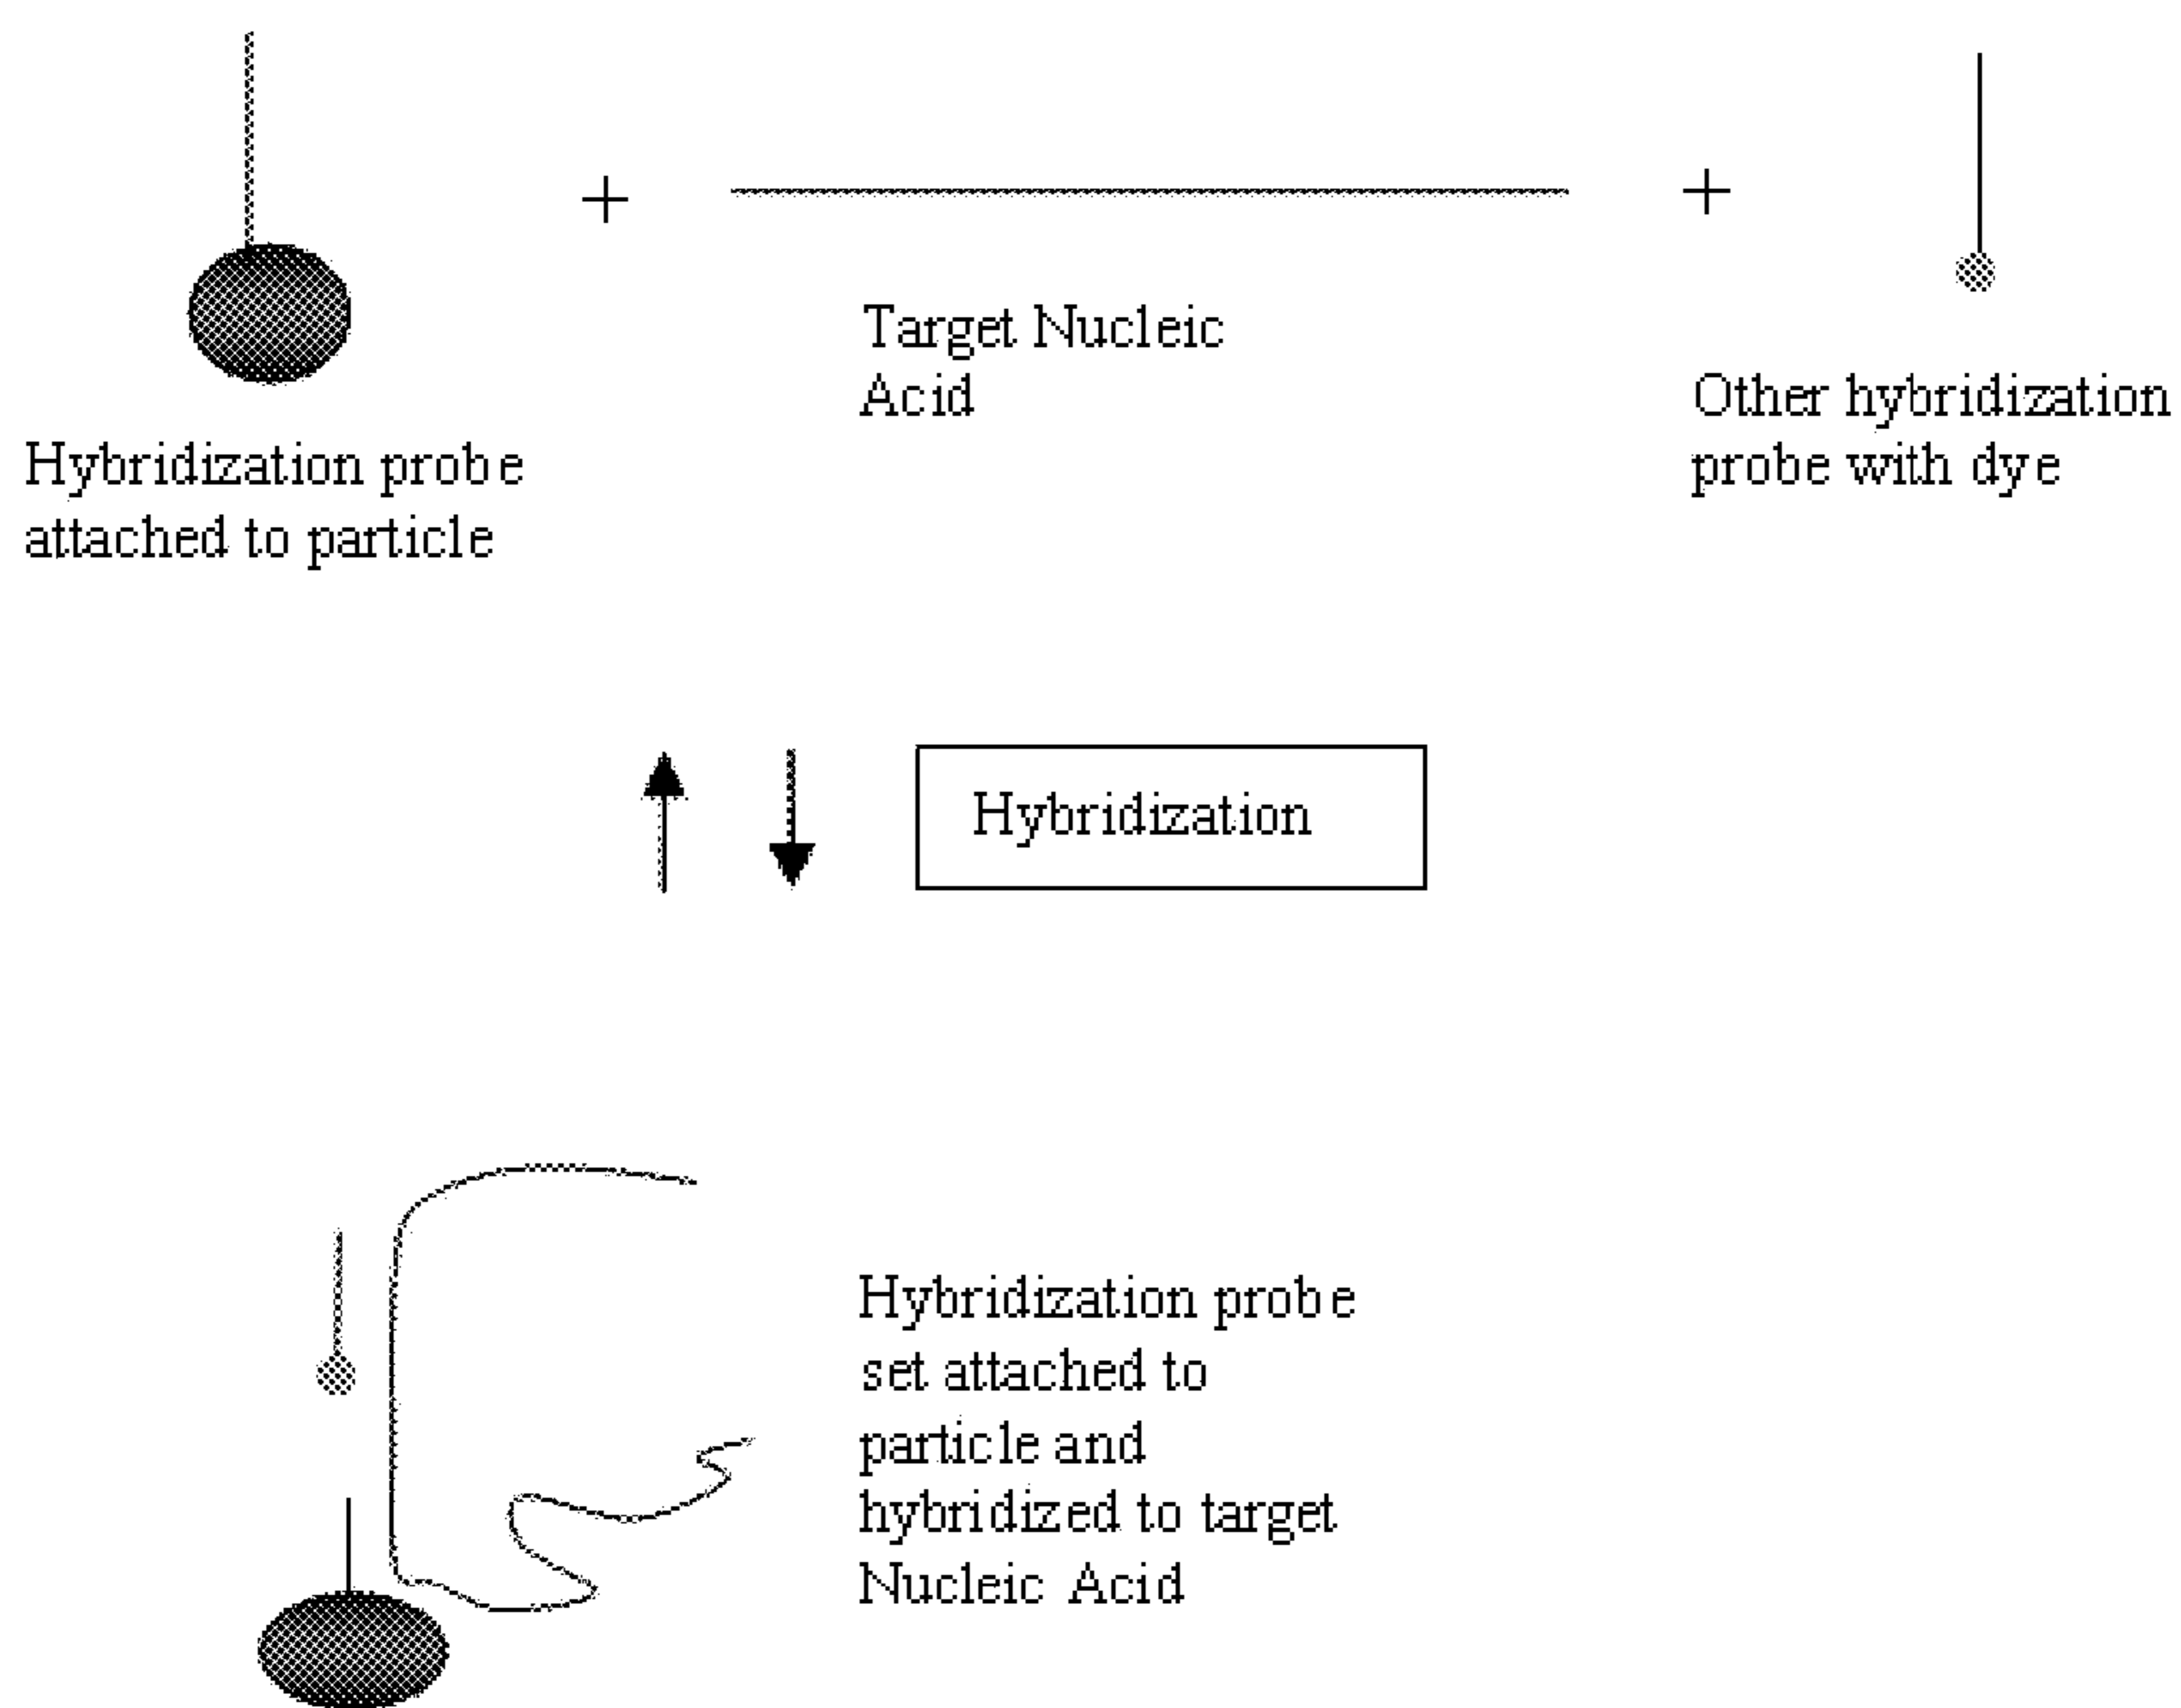 +
+
Target Nucleic
Acid
Other hybridization
probe with dye
Hybridization probe
attached to particle
Hybridization
Hybridization probe
set attached to
particle and
hybridized to target
Nucleic Acid